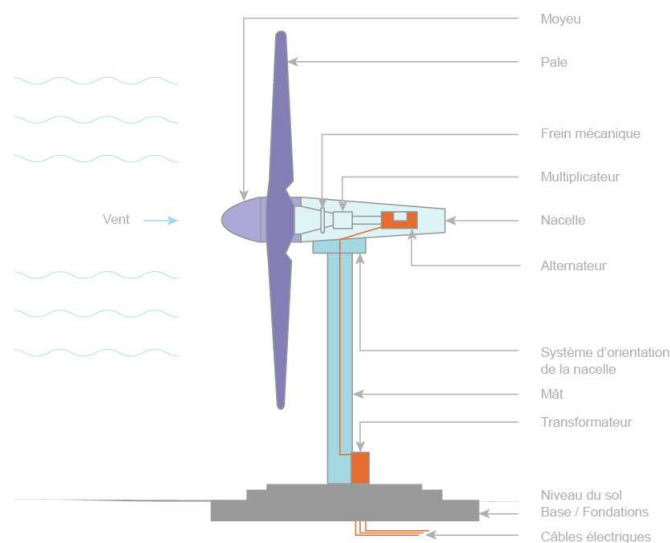 Moyeu
Pale
Frein mécanique
Multiplicateur
Vent
Nacelle
Alternateur
Système d'orientation
de la nacelle
Mât
Transformateur
Niveau du sol
Base / Fondations
Câbles électriques